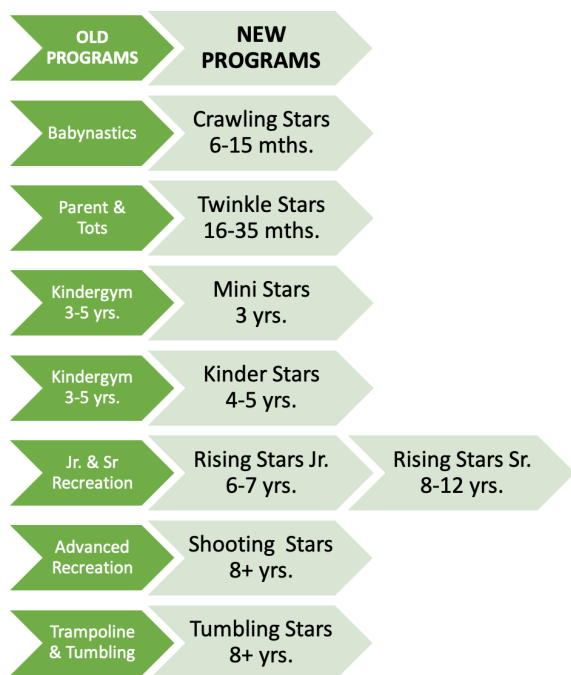 OLD
PROGRAMS
NEW
PROGRAMS
Babynastics
Crawling Stars
6-15 mths.
Parent &
Tots
Twinkle Stars
16-35 mths.
Kindergym
3-5 yrs.
Mini Stars
3 yrs.
Kindergym
3-5 yrs.
Kinder Stars
4-5 yrs.
Jr. & Sr
Recreation
Rising Stars Jr.
6-7 yrs.
Rising Stars Sr.
8-12 yrs.
Advanced
Recreation
Shooting  Stars
8+ yrs.
Trampoline
& Tumbling
Tumbling Stars
8+ yrs.